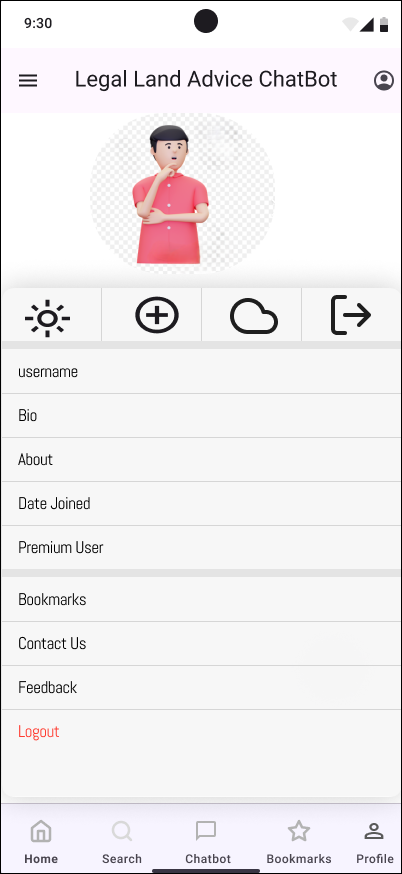 9:30
Legal Land Advice ChatBot
username
Bio
About
Date Joined
Premium User
Bookmarks
Contact Us
Feedback
Logout
Home Search Chatbot Bookmarks Profile